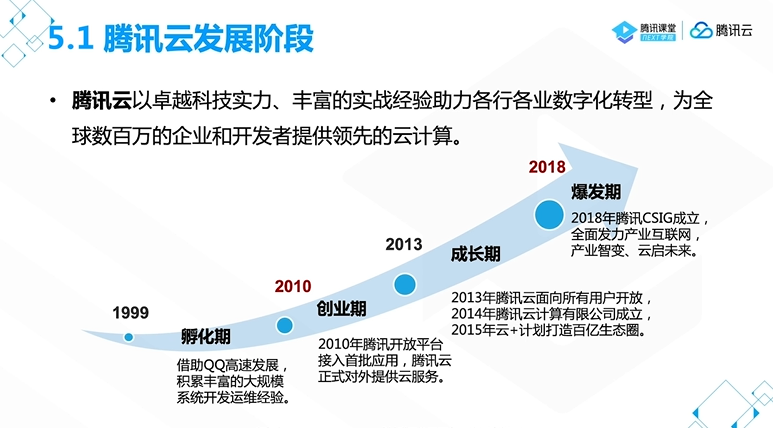 5.1 腾讯云发展阶段
腾讯课堂
NEXT学院
腾讯云
• 腾讯云以卓越科技实力、丰富的实战经验助力各行各业数字化转型，为全
球数百万的企业和开发者提供领先的云计算。
1999
孵化期
借助QQ高速发展，
积累丰富的大规模
系统开发运维经验。
2010
创业期
2010年腾讯开放平台
接入首批应用，腾讯云
正式对外提供云服务。
2013
成长期
2013年腾讯云面向所有用户开放，
2014年腾讯云计算有限公司成立，
2015年云+计划打造百亿生态圈。
2018
爆发期
2018年腾讯CSIG成立，
全面发力产业互联网，
产业智变、云启未来。